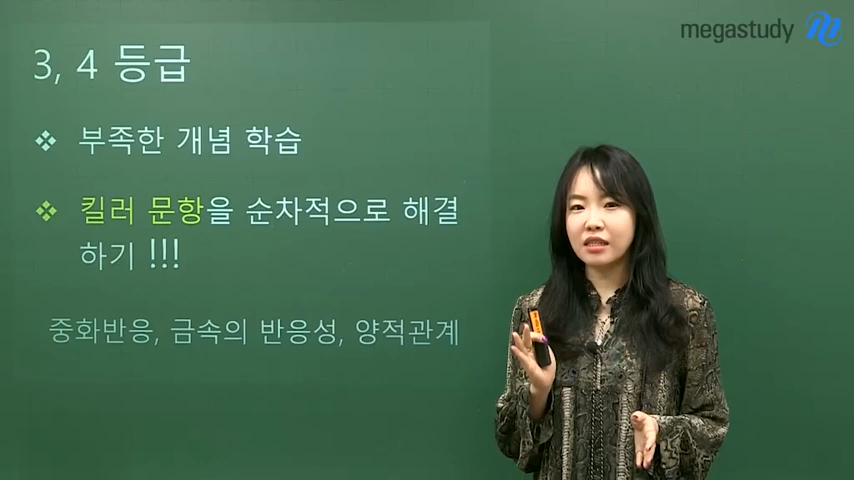 megastudy
3, 4 등급
❖ 부족한 개념 학습
❖ 킬러 문항을 순차적으로 해결
하기 !!!
중화반응, 금속의 반응성, 양적관계